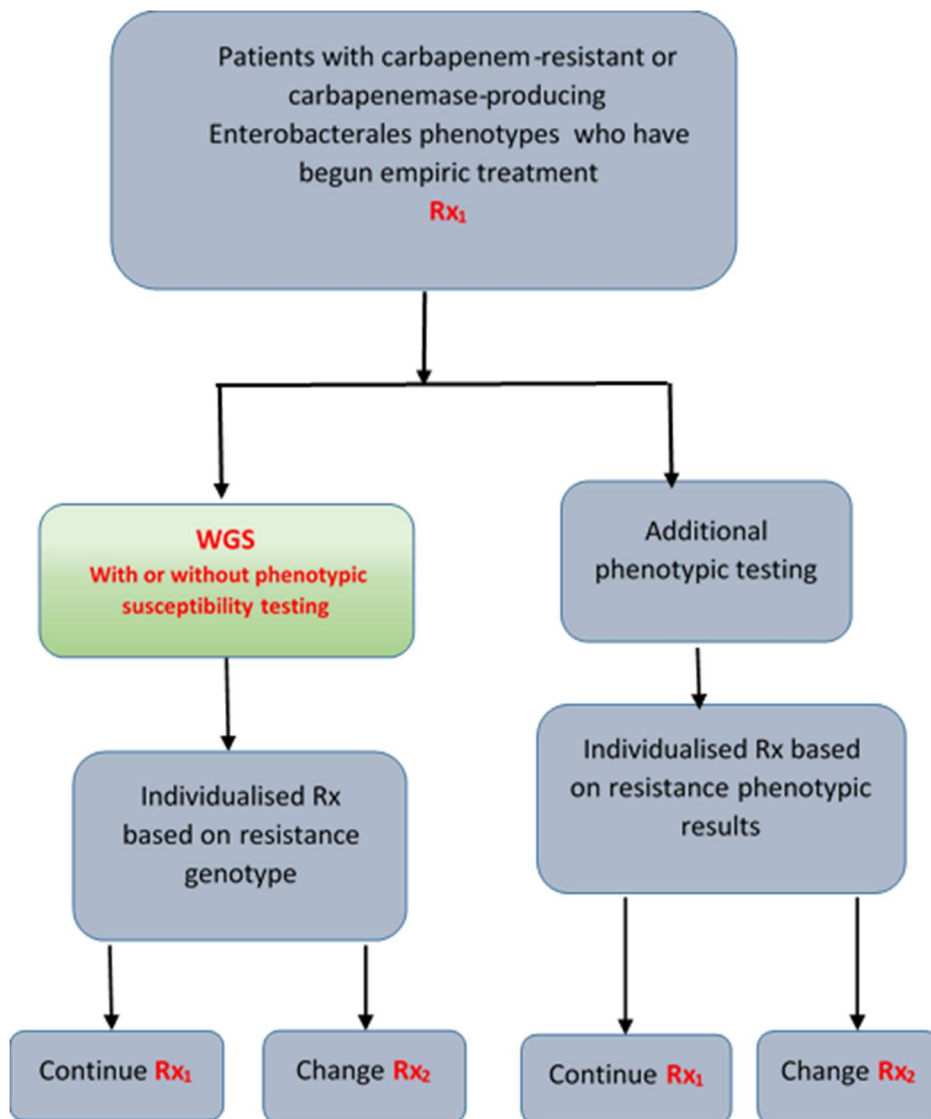 Patients with carbapenem-resistant or
carbapenemase-producing
Enterobacterales phenotypes who have
begun empiric treatment
Rx₁
WGS
With or without phenotypic
susceptibility testing
Additional
phenotypic testing
Individualised Rx
based on resistance
genotype
Individualised Rx based
on resistance phenotypic
results
Continue Rx₁
Change Rx₂
Continue Rx₁
Change Rx₂